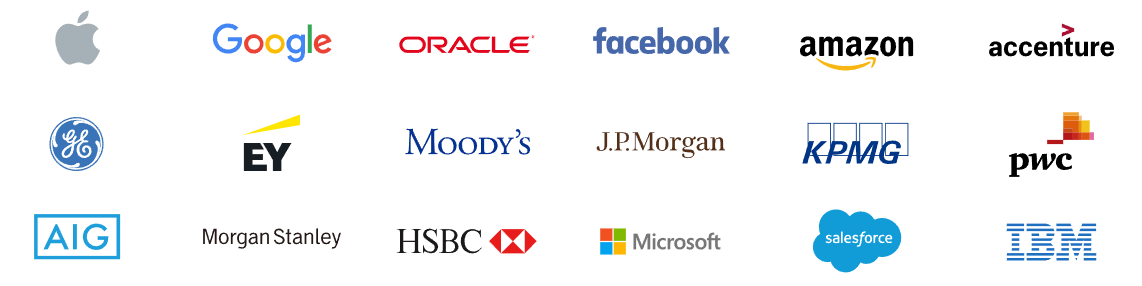 Google
ORACLE
facebook
amazon
accenture
GE
EY
MOODY'S
J.P.Morgan
KPMG
pwc
AIG
Morgan Stanley
HSBC
Microsoft
salesforce
IBM